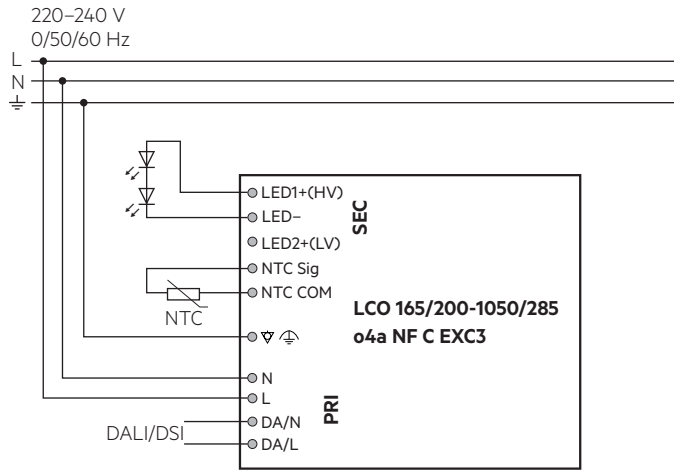 220–240 V
0/50/60 Hz
L
N
LED1+(HV)
LED–
LED2+(LV)
SEC
NTC Sig
NTC COM
NTC
LCO 165/200-1050/285
o4a NF C EXC3
N
L
PRI
DALI/DSI
DA/N
DA/L